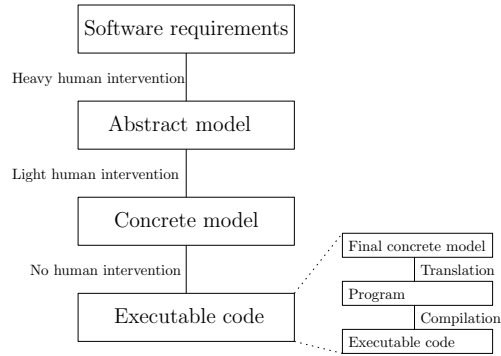 Software requirements
Heavy human intervention
Abstract model
Light human intervention
Concrete model
No human intervention
Executable code
Final concrete model
Translation
Program
Compilation
Executable code